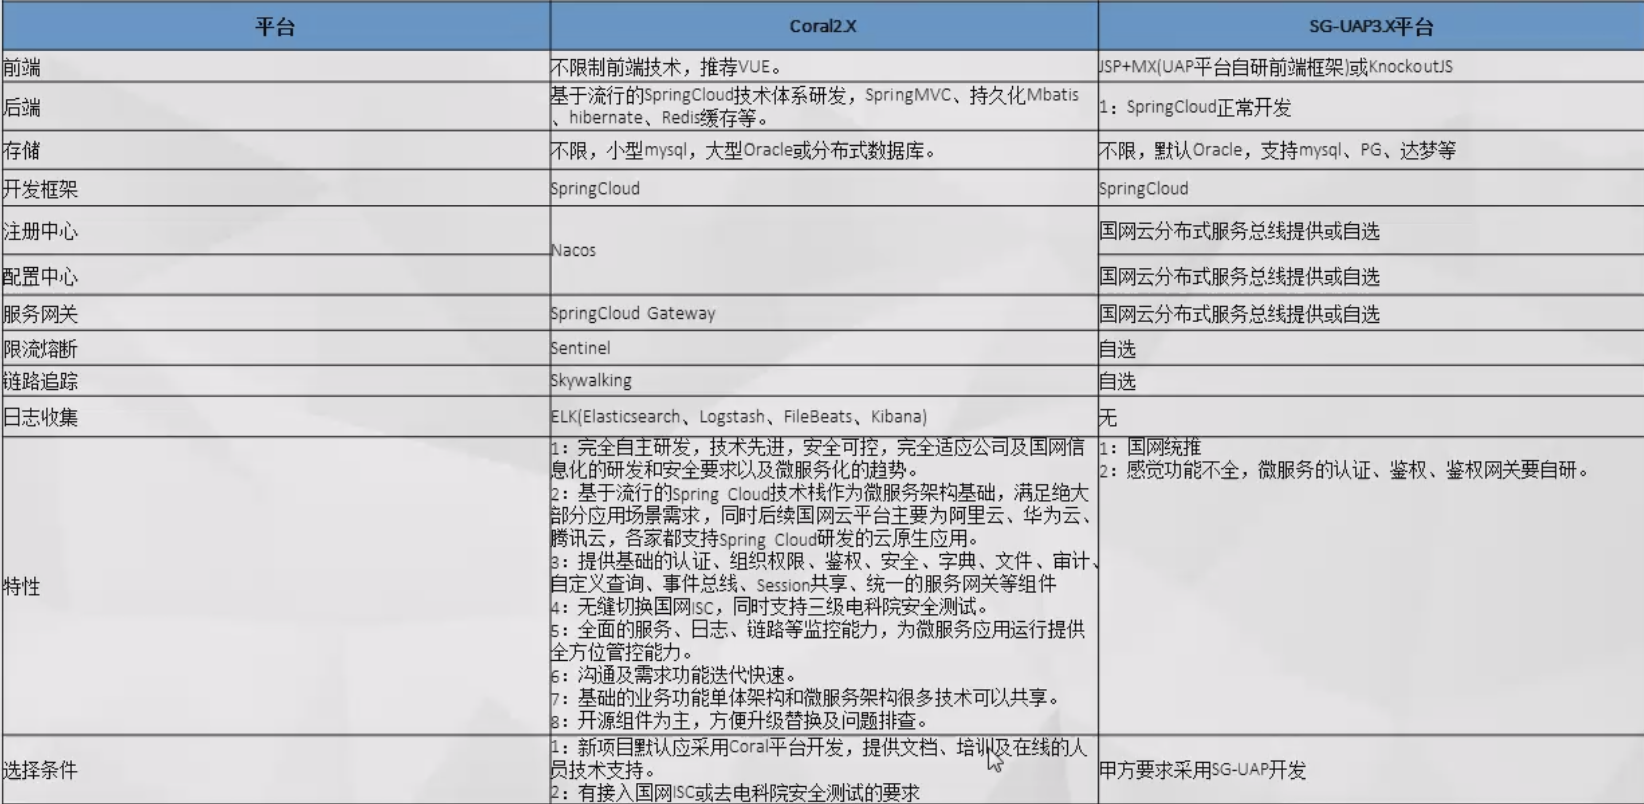 平台 Coral2.X SG-UAP3.X平台
前端 不限制前端技术，推荐VUE。 JSP+MX(UAP平台自研前端框架)或KnockoutJS
后端 基于流行的SpringCloud技术体系研发，SpringMVC、持久化Mbatis
、hibernate、Redis缓存等。 1：SpringCloud正常开发
存储 不限，小型mysql，大型Oracle或分布式数据库。 不限，默认Oracle，支持mysql、PG、达梦等
开发框架 SpringCloud SpringCloud
注册中心 Nacos 国网云分布式服务总线提供或自选
配置中心 国网云分布式服务总线提供或自选
服务网关 SpringCloud Gateway 国网云分布式服务总线提供或自选
限流熔断 Sentinel 自选
链路追踪 Skywalking 自选
日志收集 ELK(Elasticsearch、Logstash、FileBeats、Kibana) 无
特性
1：完全自主研发，技术先进，安全可控，完全适应公司及国网信
息化的研发和安全要求以及微服务化的趋势。
2：基于流行的Spring Cloud技术栈作为微服务架构基础，满足绝大
部分应用场景需求，同时后续国网云平台主要为阿里云、华为云、
腾讯云，各家都支持Spring Cloud研发的云原生应用。
3：提供基础的认证、组织权限、鉴权、安全、字典、文件、审计、
自定义查询、事件总线、Session共享、统一的服务网关等组件
4：无缝切换国网ISC，同时支持三级电科院安全测试。
5：全面的服务、日志、链路等监控能力，为微服务应用运行提供
全方位管控能力。
6：沟通及需求功能迭代快速。
7：基础的业务功能单体架构和微服务架构很多技术可以共享。
8：开源组件为主，方便升级替换及问题排查。
1：国网统推
2：感觉功能不全，微服务的认证、鉴权、鉴权网关要自研。
选择条件
1：新项目默认应采用Coral平台开发，提供文档、培训及在线的人
员技术支持。
2：有接入国网ISC或去电科院安全测试的要求
甲方要求采用SG-UAP开发